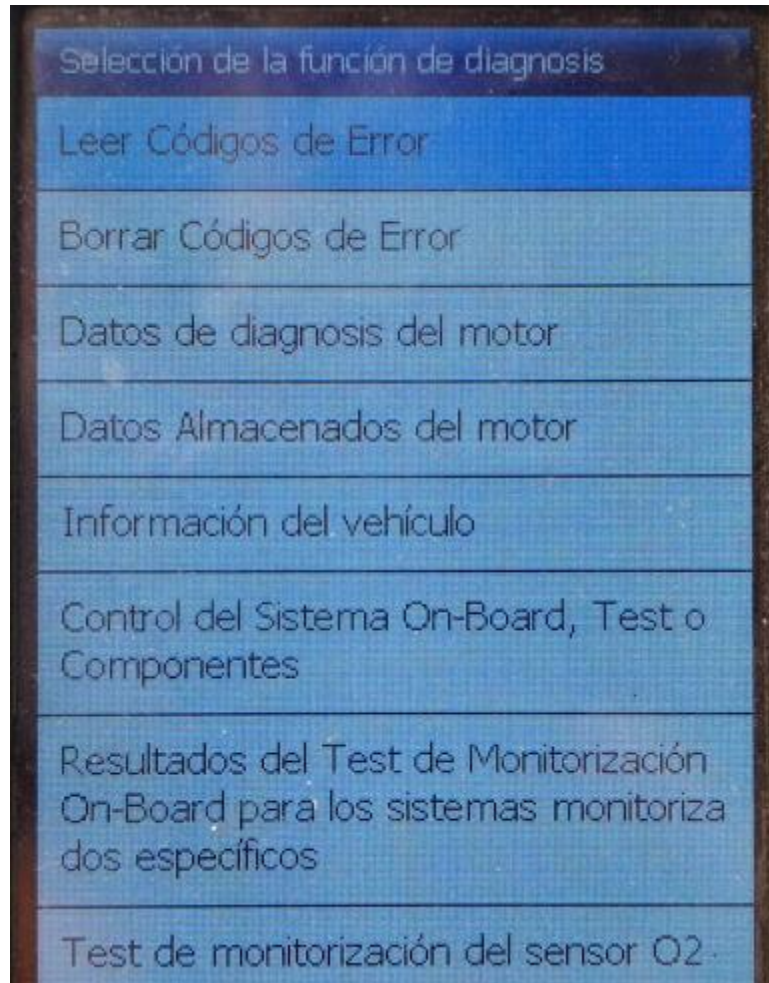 Selección de la función de diagnosis
Leer Códigos de Error
Borrar Códigos de Error
Datos de diagnosis del motor
Datos Almacenados del motor
Información del vehículo
Control del Sistema On-Board, Test o
Componentes
Resultados del Test de Monitorización
On-Board para los sistemas monitoriza
dos específicos
Test de monitorización del sensor O2